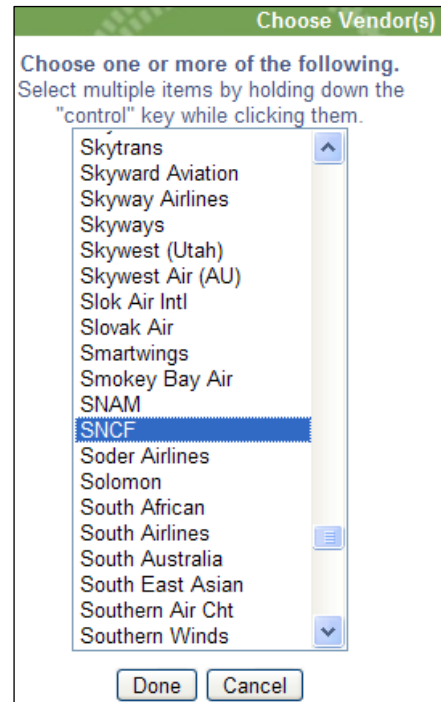 Choose Vendor(s)
Choose one or more of the following.
Select multiple items by holding down the
"control" key while clicking them.
Skytrans
Skyward Aviation
Skyway Airlines
Skyways
Skywest (Utah)
Skywest Air (AU)
Slok Air Intl
Slovak Air
Smartwings
Smokey Bay Air
SNAM
SNCF
Soder Airlines
Solomon
South African
South Airlines
South Australia
South East Asian
Southern Air Cht
Southern Winds
Done Cancel